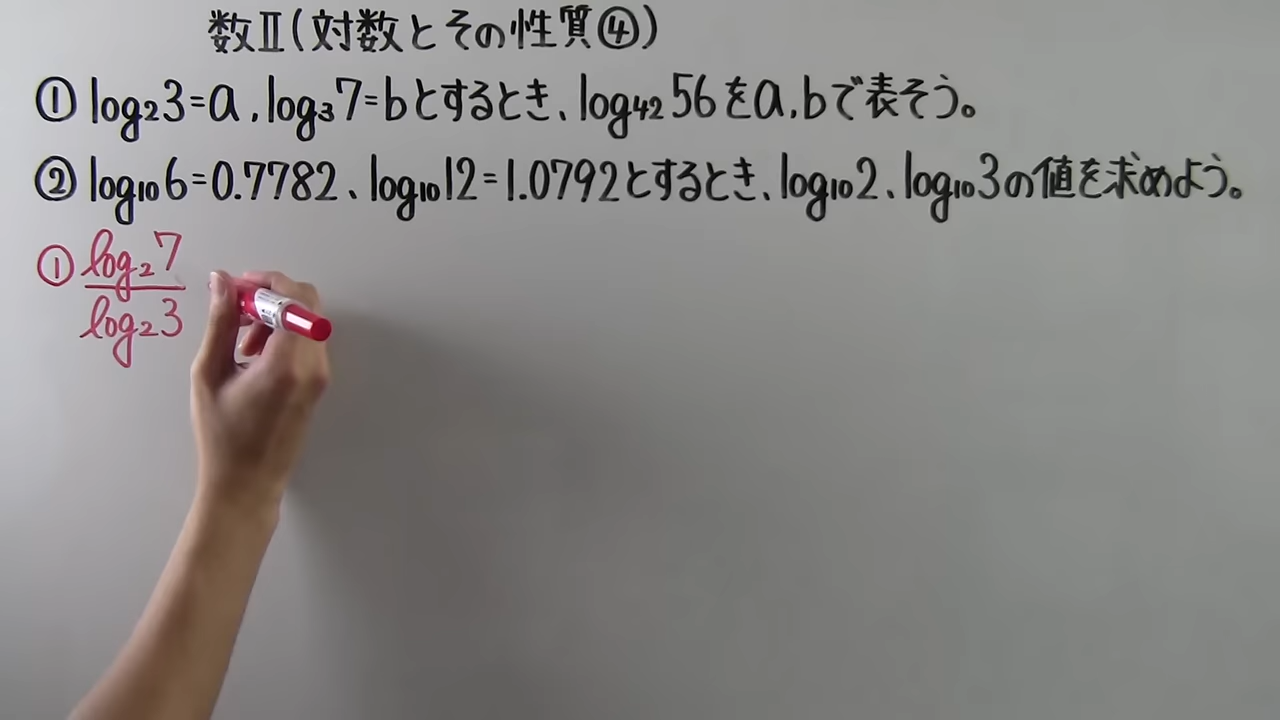 数Ⅱ(対数とその性質④)
① log₂3=a,log₃7=bとするとき、log₄₂56をa,bで表そう。
② log₁₀6=0.7782、log₁₀12=1.0792とするとき、log₁₀2、log₁₀3の値を求めよう。
① log₂7
log₂3